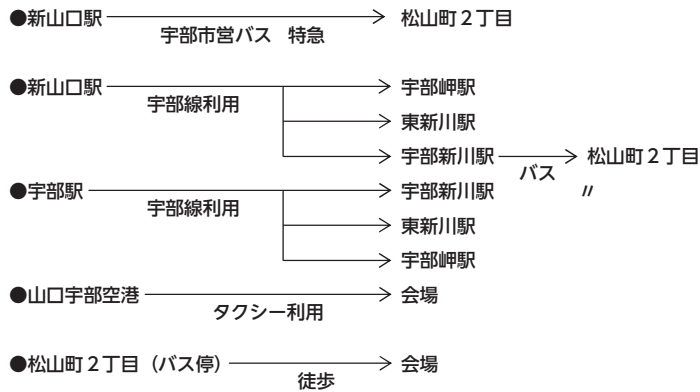 ●新山口駅 松山町２丁目
宇部市営バス　特急
●新山口駅 宇部岬駅
宇部線利用
東新川駅
宇部新川駅 松山町２丁目
バス
●宇部駅 宇部新川駅 〃
宇部線利用
東新川駅
宇部岬駅
●山口宇部空港 会場
タクシー利用
●松山町２丁目（バス停） 会場
徒歩